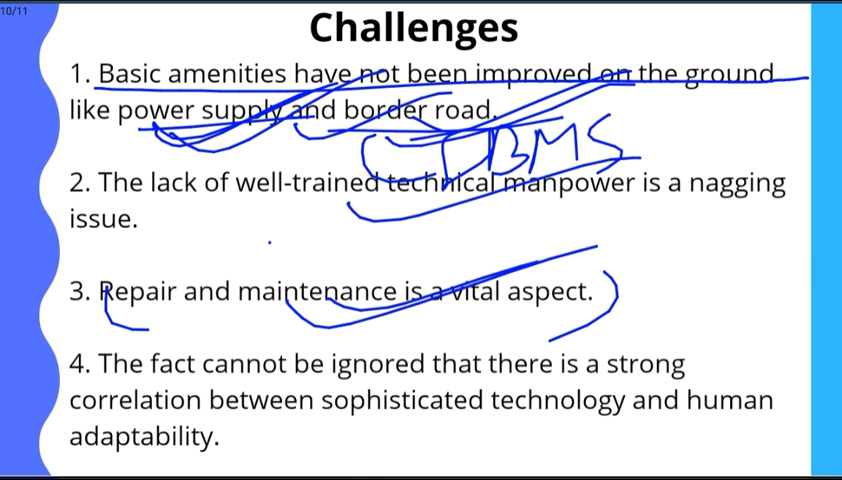 10/11
Challenges
1. Basic amenities have not been improved on the ground
like power supply and border road.
DBMS
2. The lack of well-trained technical manpower is a nagging
issue.
3. Repair and maintenance is a vital aspect.
4. The fact cannot be ignored that there is a strong
correlation between sophisticated technology and human
adaptability.